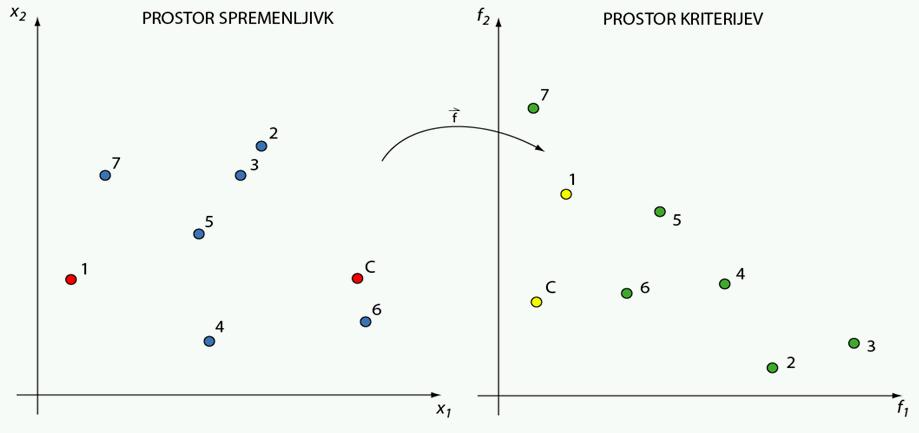 x2
PROSTOR SPREMENLJIVK
2
7
3
5
1
C
6
4
x1
f
f2
PROSTOR KRITERIJEV
7
1
5
C
6
4
3
2
f1